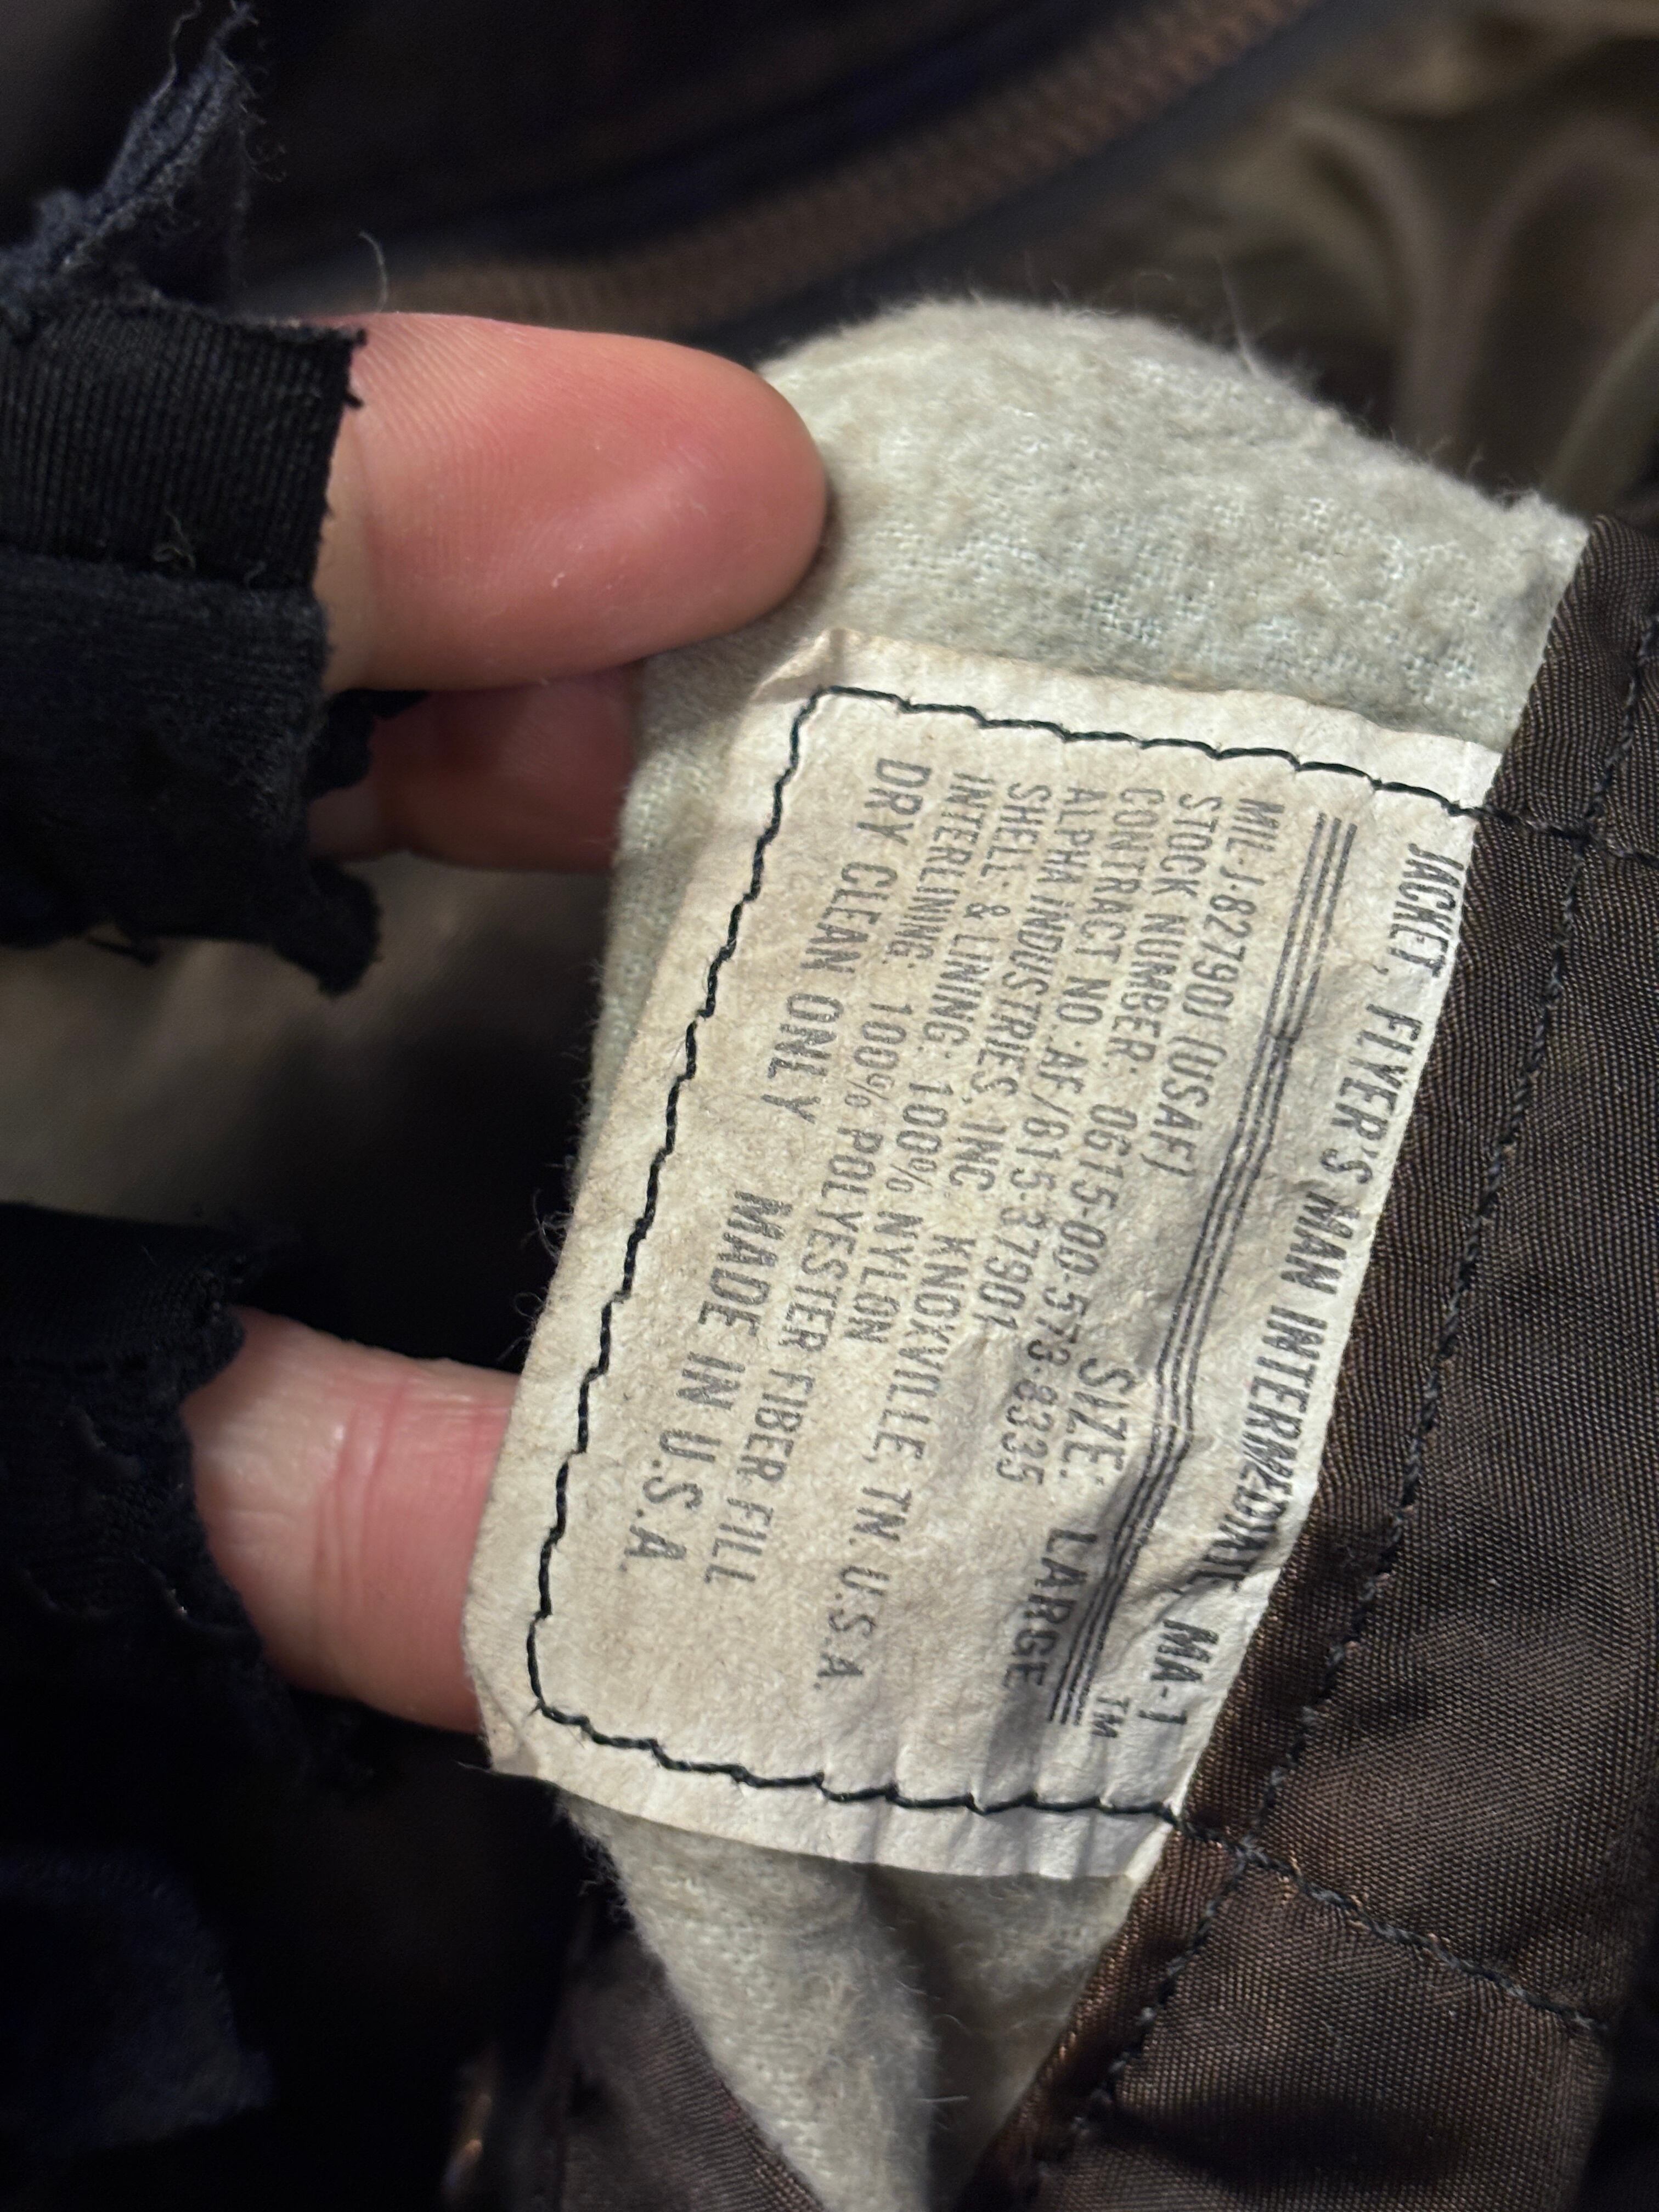 JACKET, FLYER'S MAN INTERMEDIATE, MA-1
TM
MIL-J-8279OJ (USAF) SIZE: LARGE
STOCK NUMBER: 0615-00-573-8335
CONTRACT NO: AF/615-37901
ALPHA INDUSTRIES, INC. KNOXVILLE, TN. U.S.A.
SHELL & LINING: 100% NYLON
INTERLINING: 100% POLYESTER FIBER FILL
DRY CLEAN ONLY MADE IN U.S.A.